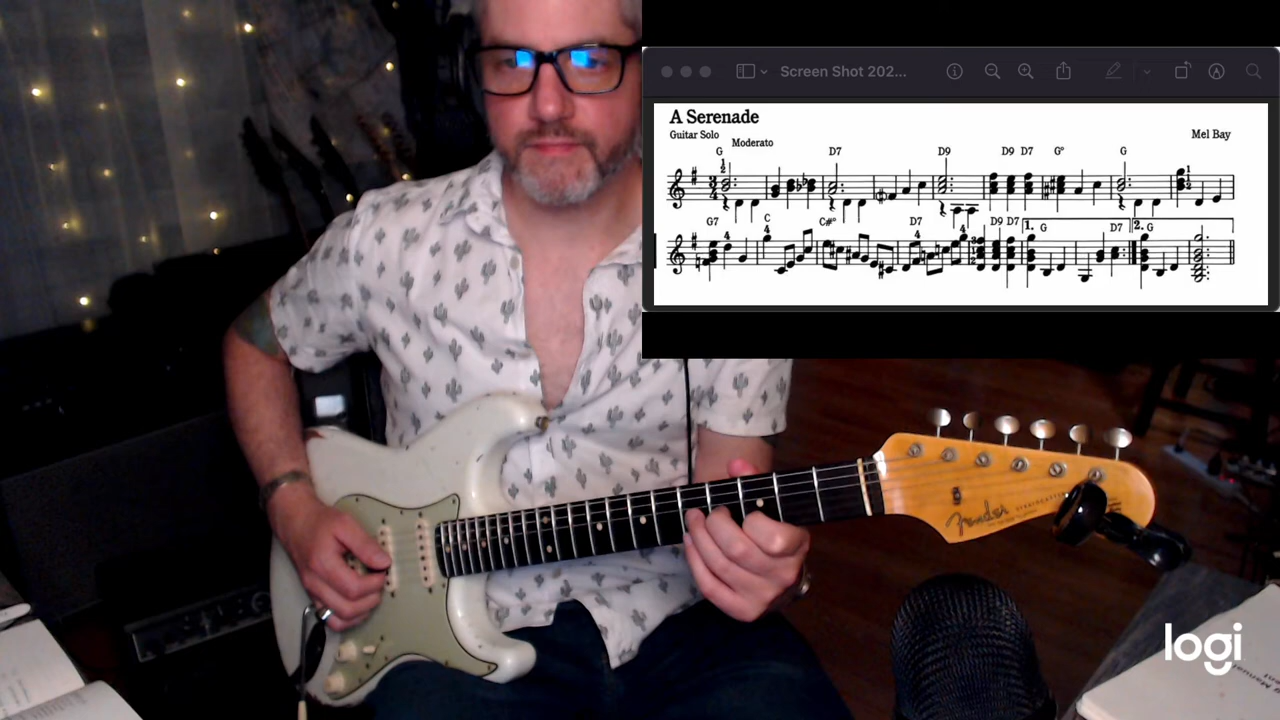 Screen Shot 202...
A Serenade
Guitar Solo
Moderato
Mel Bay
G D7 D9 D9 D7 G° G
G7 C C#° D7 D9 D7 1. G D7 2. G
Fender
logi
Manual